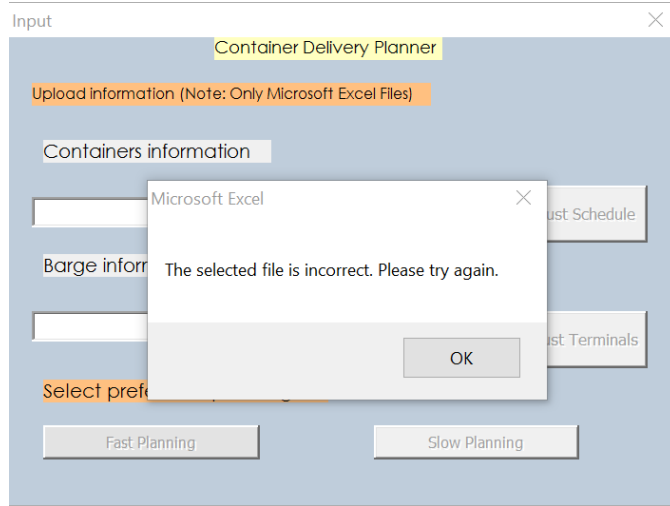 Input
Container Delivery Planner
Upload information (Note: Only Microsoft Excel Files)
Containers information
Microsoft Excel
ust Schedule
Barge inforr
The selected file is incorrect. Please try again.
ust Terminals
OK
Select prefe
Fast Planning
Slow Planning